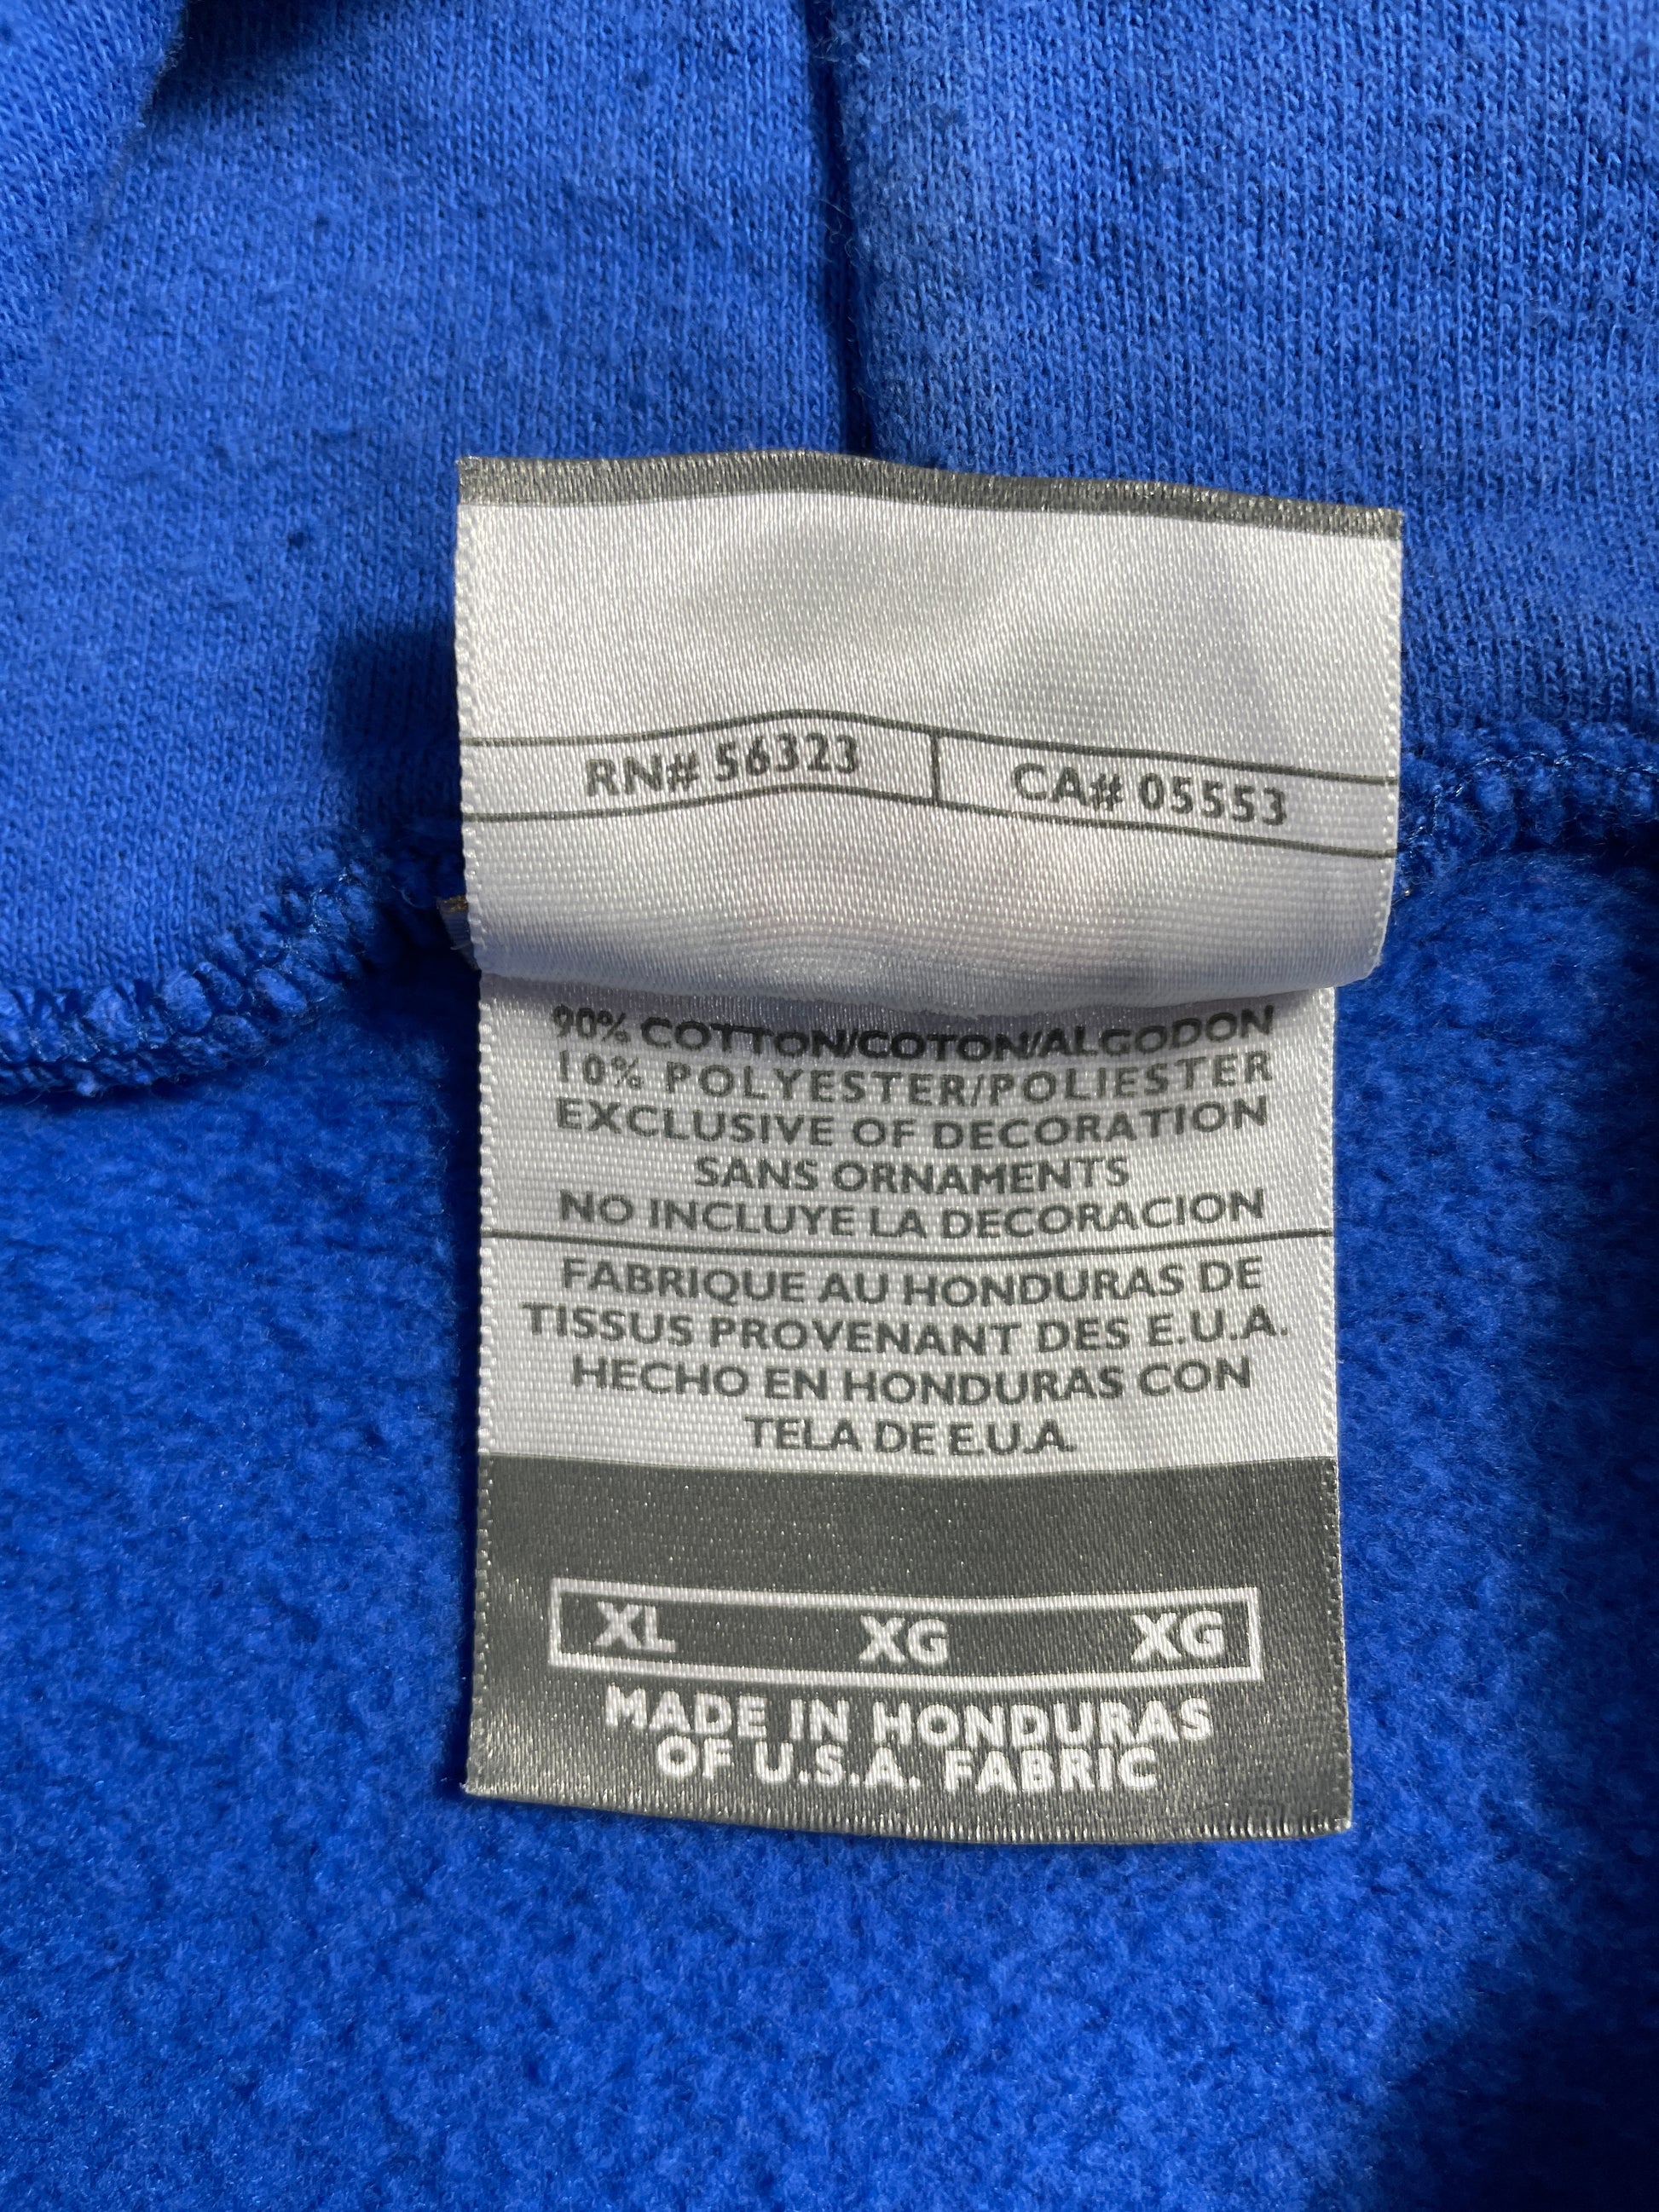 RN# 56323 CA# 05553
90% COTTON/COTON/ALGODON
10% POLYESTER/POLIESTER
EXCLUSIVE OF DECORATION
SANS ORNAMENTS
NO INCLUYE LA DECORACION
FABRIQUE AU HONDURAS DE
TISSUS PROVENANT DES E.U.A.
HECHO EN HONDURAS CON
TELA DE E.U.A.
XL XG XG
MADE IN HONDURAS
OF U.S.A. FABRIC